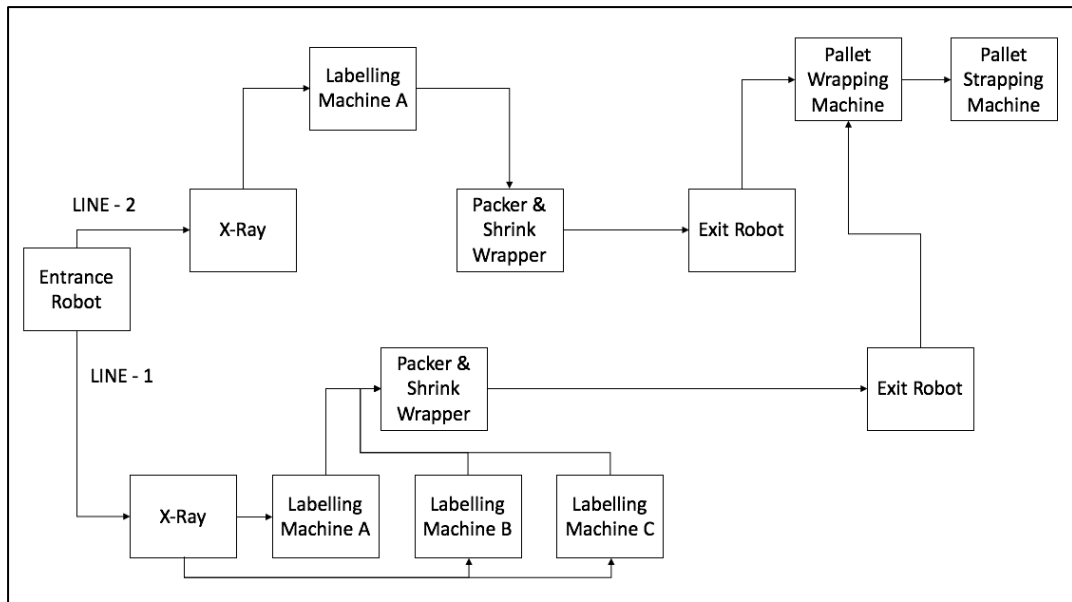 Labelling
Machine A
Pallet
Wrapping
Machine
Pallet
Strapping
Machine
LINE - 2
X-Ray
Packer &
Shrink
Wrapper
Exit Robot
Entrance
Robot
LINE - 1
Packer &
Shrink
Wrapper
Exit Robot
X-Ray
Labelling
Machine A
Labelling
Machine B
Labelling
Machine C